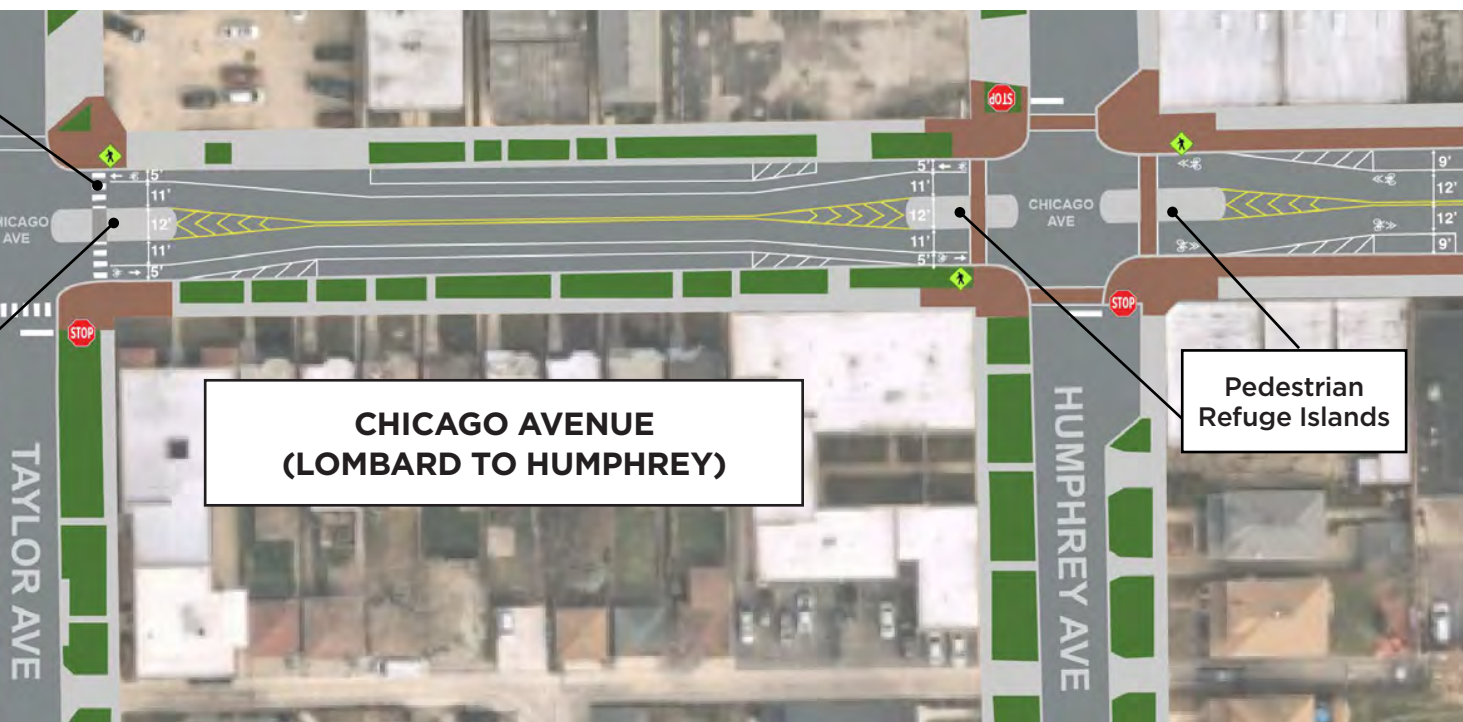 STOP
5'
11'
12'
11'
5'
HICAGO
AVE
5'
11'
12'
11'
5'
CHICAGO
AVE
9'
12'
12'
9'
STOP
STOP
Pedestrian
Refuge Islands
CHICAGO AVENUE
(LOMBARD TO HUMPHREY)
TAYLOR AVE
HUMPHREY AVE